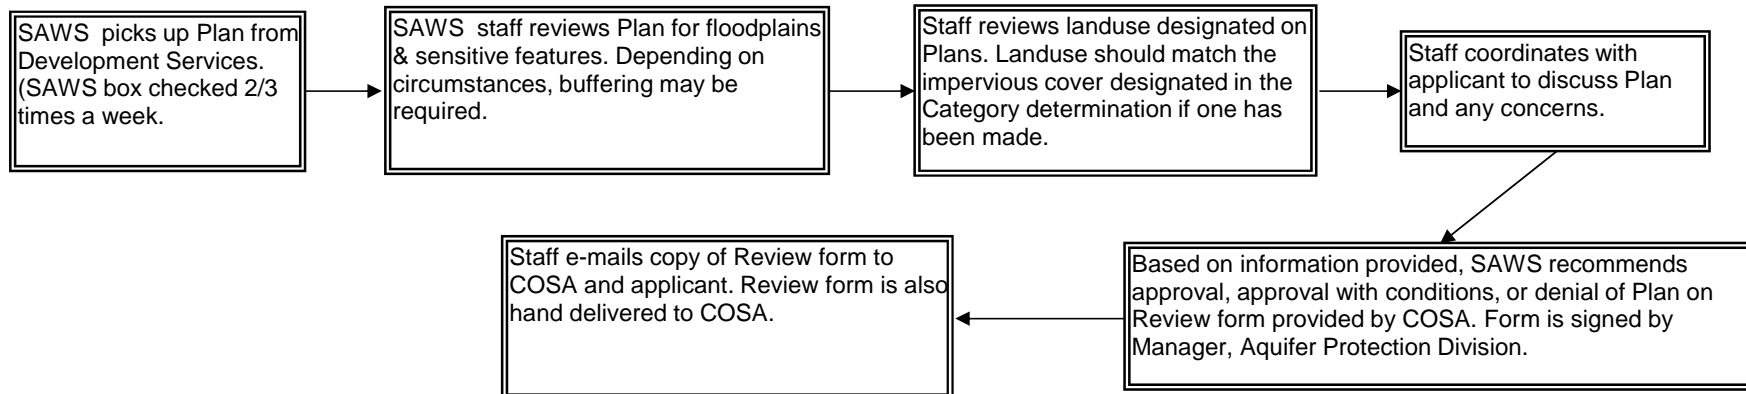 SAWS  picks up Plan from
Development Services.
(SAWS box checked 2/3
times a week.
SAWS  staff reviews Plan for floodplains
& sensitive features. Depending on
circumstances, buffering may be
required.
Staff reviews landuse designated on
Plans. Landuse should match the
impervious cover designated in the
Category determination if one has
been made.
Staff coordinates with
applicant to discuss Plan
and any concerns.
Based on information provided, SAWS recommends
approval, approval with conditions, or denial of Plan on
Review form provided by COSA. Form is signed by
Manager, Aquifer Protection Division.
Staff e-mails copy of Review form to
COSA and applicant. Review form is also
hand delivered to COSA.